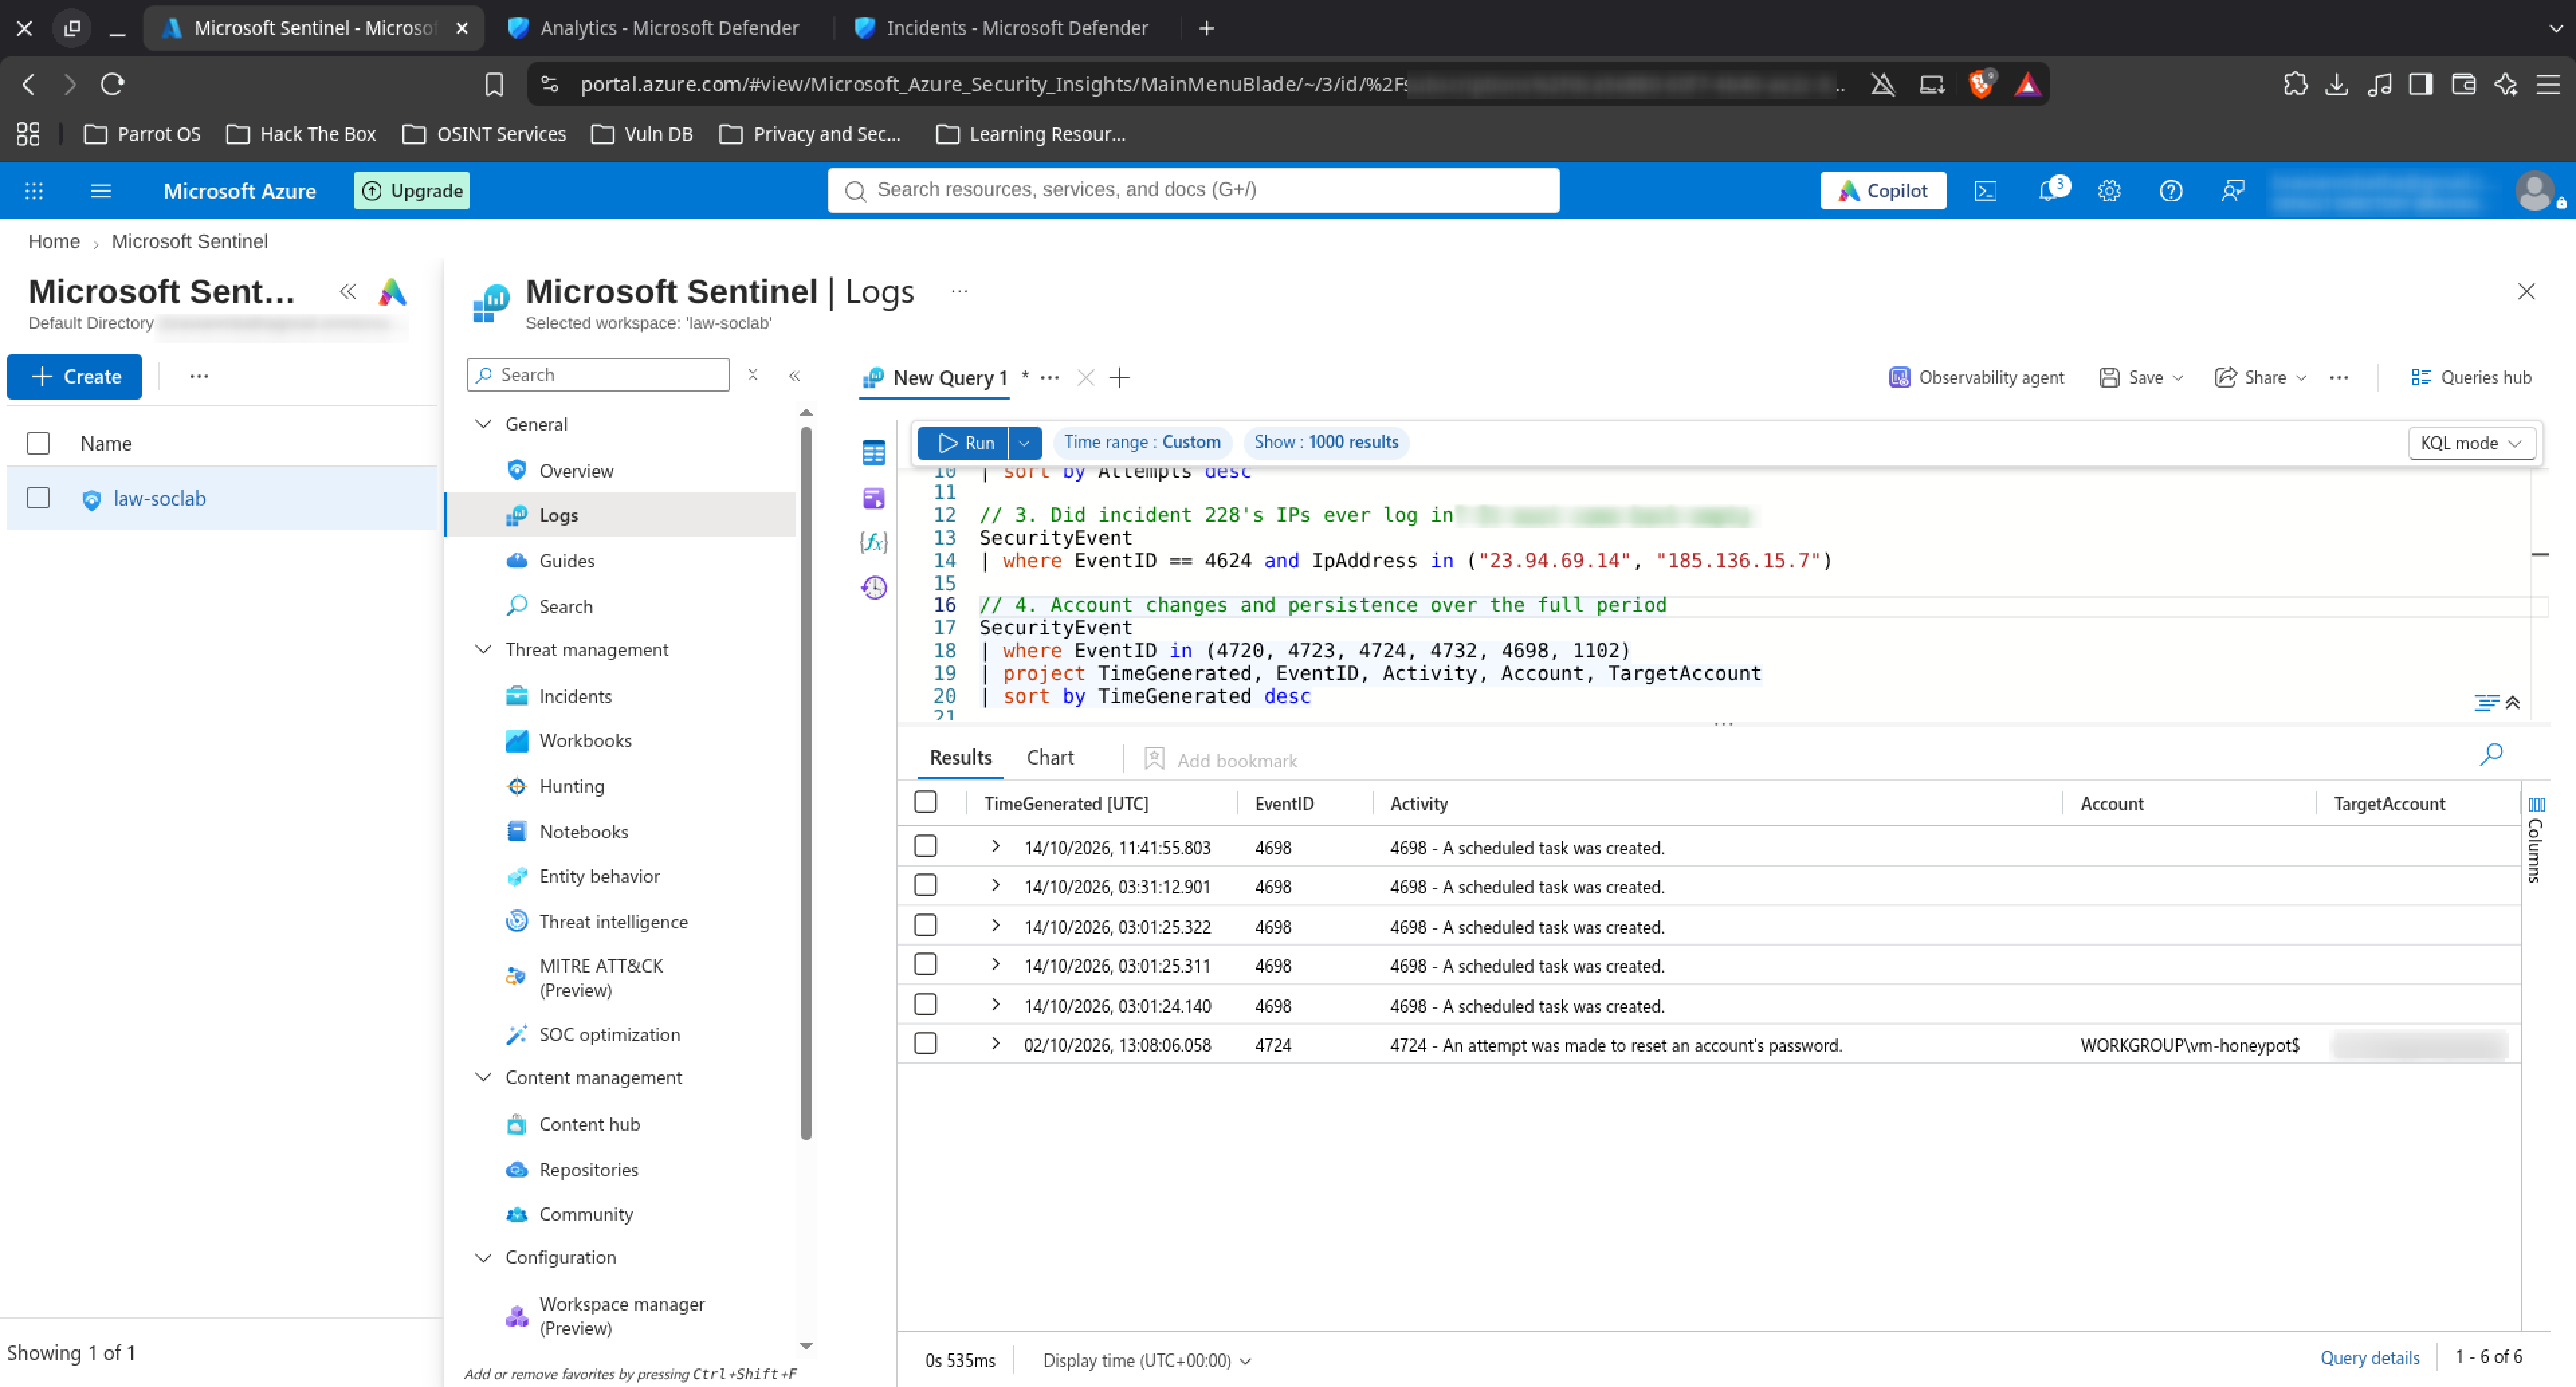 Microsoft Sentinel - Microsof
Analytics - Microsoft Defender
Incidents - Microsoft Defender
portal.azure.com/#view/Microsoft_Azure_Security_Insights/MainMenuBlade/~/3/id/%2Fs
..
9
Parrot OS
Hack The Box
OSINT Services
Vuln DB
Privacy and Sec...
Learning Resour...
Microsoft Azure
Upgrade
Search resources, services, and docs (G+/)
Copilot
3
Home › Microsoft Sentinel
Microsoft Sent...
Default Directory
Create
Name
law-soclab
Showing 1 of 1
Microsoft Sentinel | Logs
Selected workspace: 'law-soclab'
Search
General
Overview
Logs
Guides
Search
Threat management
Incidents
Workbooks
Hunting
Notebooks
Entity behavior
Threat intelligence
MITRE ATT&CK
(Preview)
SOC optimization
Content management
Content hub
Repositories
Community
Configuration
Workspace manager
(Preview)
Add or remove favorites by pressing Ctrl+Shift+F
New Query 1 *
Observability agent
Save
Share
Queries hub
Run
Time range : Custom
Show : 1000 results
KQL mode
10 | sort by Attempts desc
11
12 // 3. Did incident 228's IPs ever log in
13 SecurityEvent
14 | where EventID == 4624 and IpAddress in ("23.94.69.14", "185.136.15.7")
15
16 // 4. Account changes and persistence over the full period
17 SecurityEvent
18 | where EventID in (4720, 4723, 4724, 4732, 4698, 1102)
19 | project TimeGenerated, EventID, Activity, Account, TargetAccount
20 | sort by TimeGenerated desc
21
Results
Chart
Add bookmark
TimeGenerated [UTC] EventID Activity Account TargetAccount
14/10/2026, 11:41:55.803 4698 4698 - A scheduled task was created.
14/10/2026, 03:31:12.901 4698 4698 - A scheduled task was created.
14/10/2026, 03:01:25.322 4698 4698 - A scheduled task was created.
14/10/2026, 03:01:25.311 4698 4698 - A scheduled task was created.
14/10/2026, 03:01:24.140 4698 4698 - A scheduled task was created.
02/10/2026, 13:08:06.058 4724 4724 - An attempt was made to reset an account's password. WORKGROUP\vm-honeypot$
Columns
0s 535ms
Display time (UTC+00:00)
Query details
1 - 6 of 6